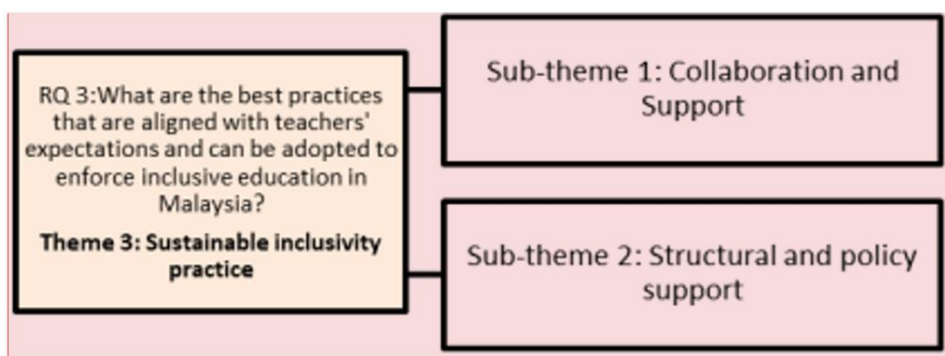 RQ 3:What are the best practices
that are aligned with teachers'
expectations and can be adopted to
enforce inclusive education in
Malaysia?
Theme 3: Sustainable inclusivity
practice
Sub-theme 1: Collaboration and
Support
Sub-theme 2: Structural and policy
support